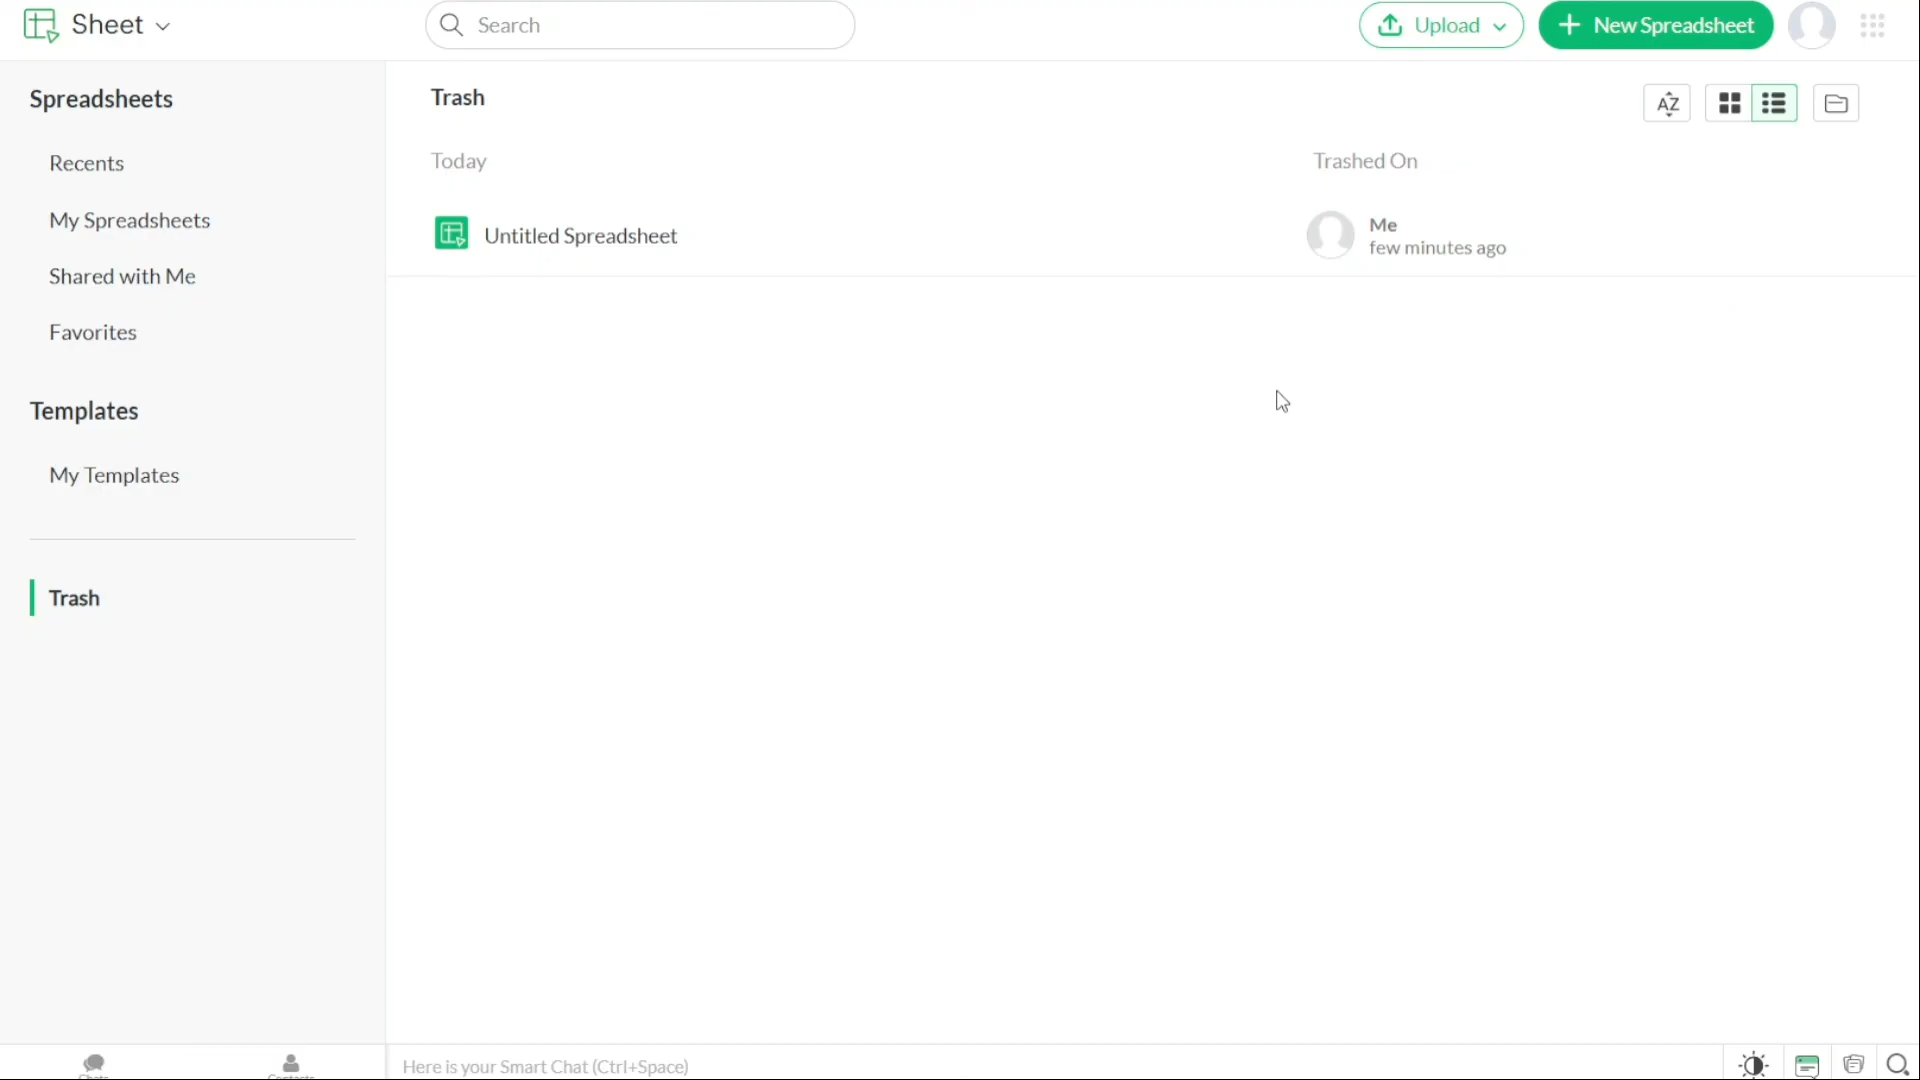 Sheet
Search
Upload
New Spreadsheet
Spreadsheets
Recents
My Spreadsheets
Shared with Me
Favorites
Templates
My Templates
Trash
Trash
AZ
Today
Trashed On
Untitled Spreadsheet
Me
few minutes ago
Here is your Smart Chat (Ctrl+Space)